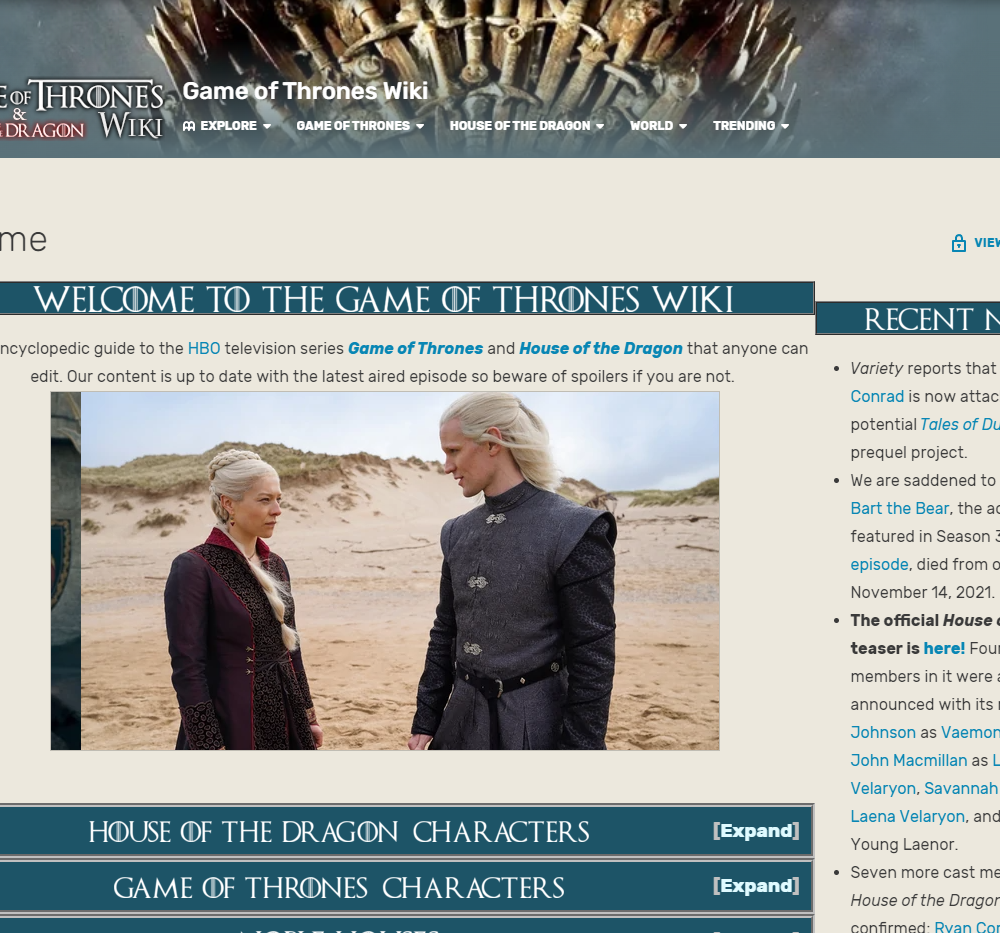 OF THRONES
&
DRAGON WIKI
Game of Thrones Wiki
EXPLORE GAME OF THRONES HOUSE OF THE DRAGON WORLD TRENDING
me
VIEW
WELCOME TO THE GAME OF THRONES WIKI
ncyclopedic guide to the HBO television series Game of Thrones and House of the Dragon that anyone can
edit. Our content is up to date with the latest aired episode so beware of spoilers if you are not.
HOUSE OF THE DRAGON CHARACTERS [Expand]
GAME OF THRONES CHARACTERS [Expand]
NOBLE HOUSES
RECENT N
Variety reports that
Conrad is now attac
potential Tales of Du
prequel project.
We are saddened to
Bart the Bear, the ac
featured in Season 3
episode, died from o
November 14, 2021.
The official House o
teaser is here! Four
members in it were a
announced with its r
Johnson as Vaemon
John Macmillan as L
Velaryon, Savannah
Laena Velaryon, and
Young Laenor.
Seven more cast me
House of the Dragon
confirmed: Ryan Cor